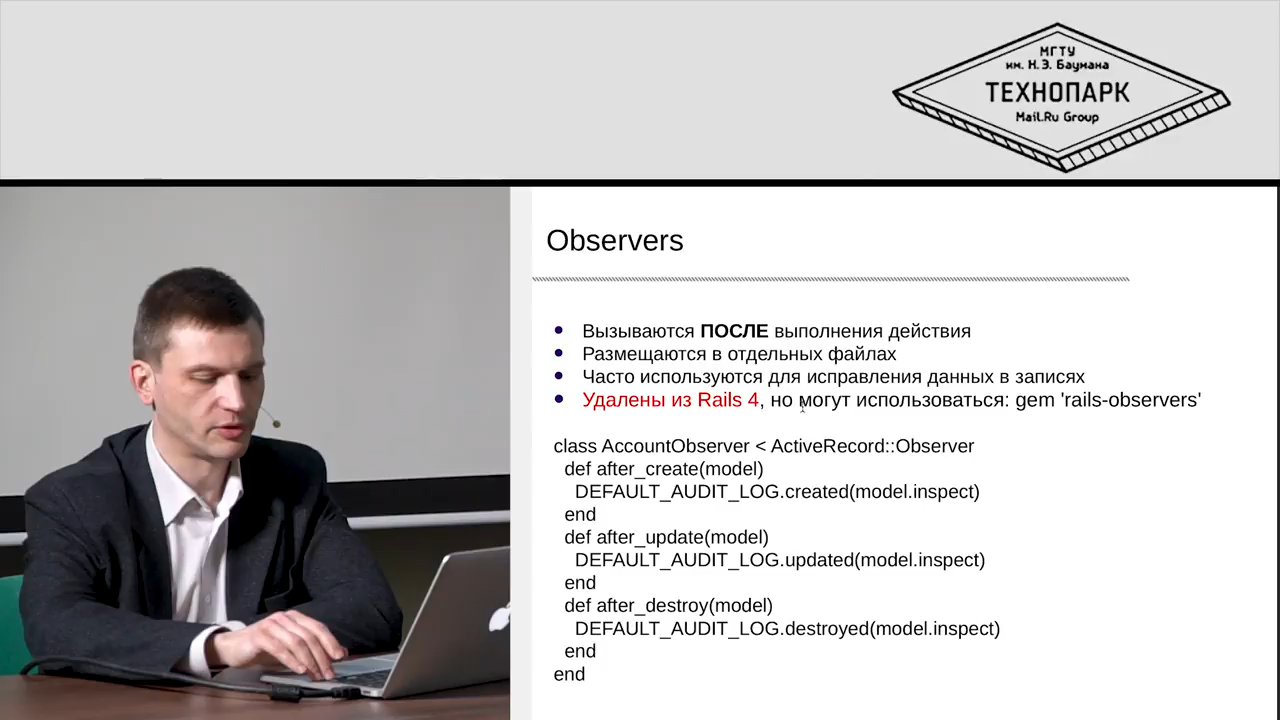 МГТУ
им. Н.Э. Баумана
ТЕХНОПАРК
Mail.Ru Group
Observers
Вызываются ПОСЛЕ выполнения действия
Размещаются в отдельных файлах
Часто используются для исправления данных в записях
Удалены из Rails 4, но могут использоваться: gem 'rails-observers'
class AccountObserver < ActiveRecord::Observer
def after_create(model)
DEFAULT_AUDIT_LOG.created(model.inspect)
end
def after_update(model)
DEFAULT_AUDIT_LOG.updated(model.inspect)
end
def after_destroy(model)
DEFAULT_AUDIT_LOG.destroyed(model.inspect)
end
end